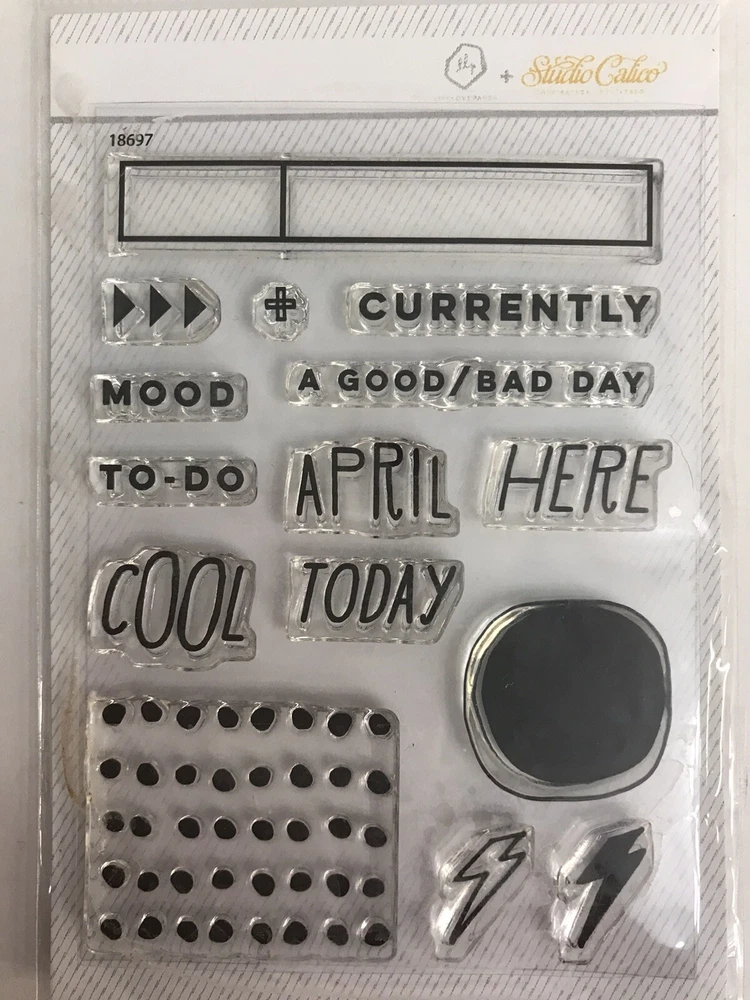 + Studio Calico
18697
+ CURRENTLY
MOOD A GOOD/BAD DAY
TO-DO APRIL HERE
COOL TODAY